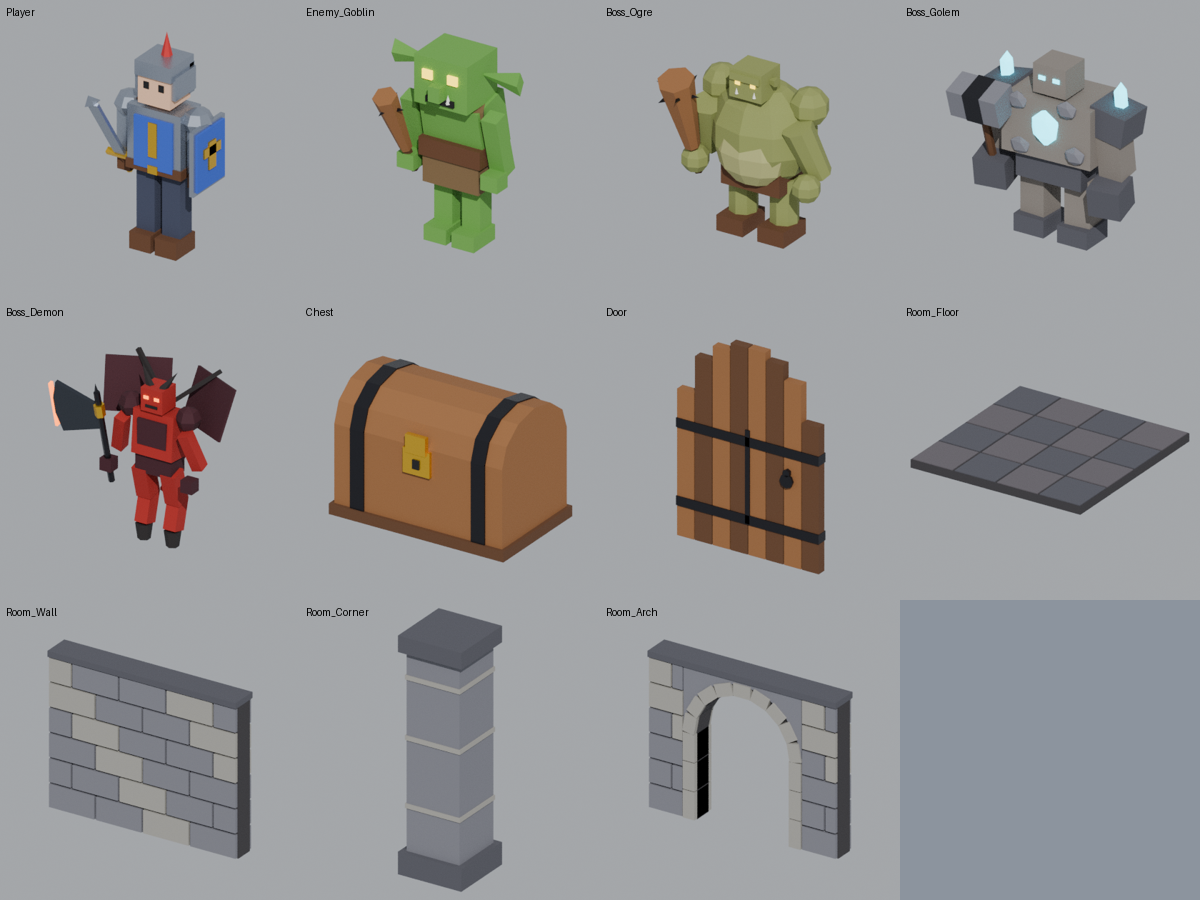 Player
Enemy_Goblin
Boss_Ogre
Boss_Golem
Boss_Demon
Chest
Door
Room_Floor
Room_Wall
Room_Corner
Room_Arch